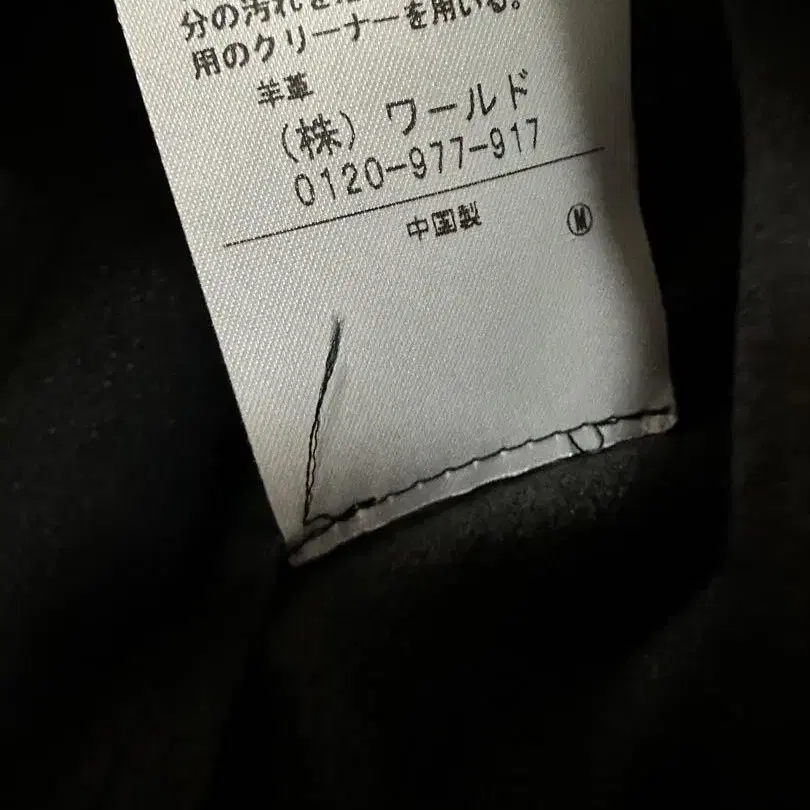 分の汚れを
用のクリーナーを用いる。
羊革
(株) ワールド
0120-977-917
中国製 Ⓜ